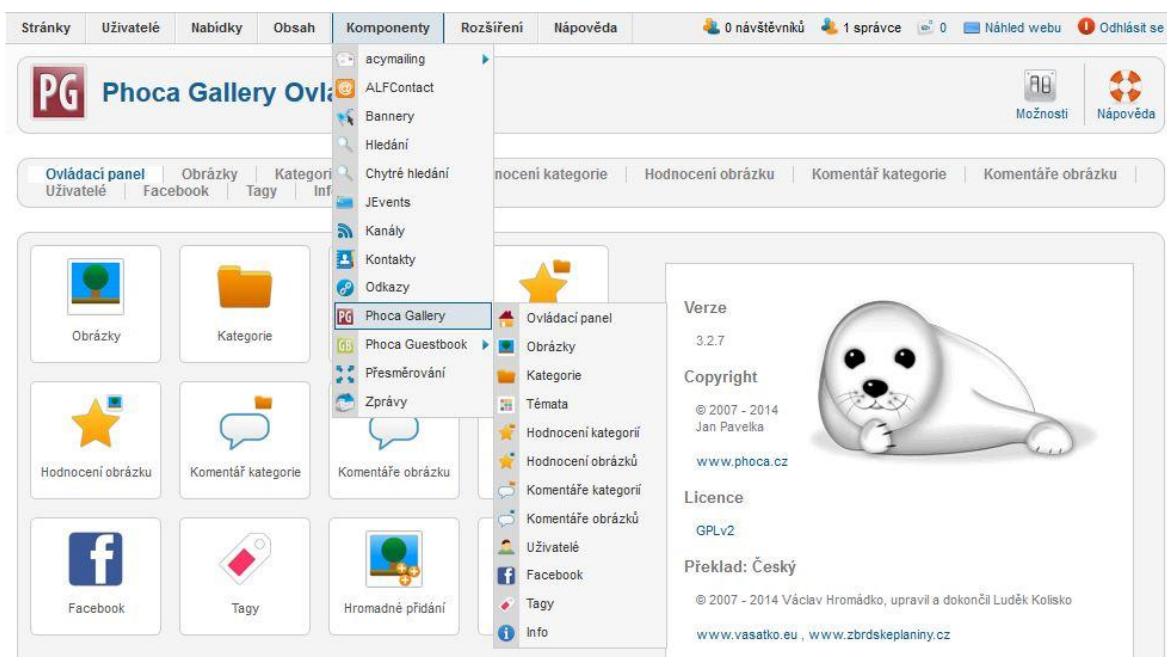 Stránky Uživatelé Nabídky Obsah Komponenty Rozšíření Nápověda 0 návštěvníků 1 správce 0 Náhled webu Odhlásit se
PG Phoca Gallery
Možnosti Nápověda
Ovládací panel Obrázky kategorie Hodnocení obrázku Komentář kategorie Komentáře obrázku
Uživatelé Facebook Tagy
acymailing
ALFContact
Bannery
Hledání
Chytré hledání
JEvents
Kanály
Kontakty
Odkazy
PG Phoca Gallery
GB Phoca Guestbook
Přesměrování
Zprávy
Ovládací panel
Obrázky
Kategorie
Témata
Hodnocení kategorií
Hodnocení obrázků
Komentáře kategorií
Komentáře obrázků
Uživatelé
Facebook
Tagy
Info
Obrázky Kategorie
Hodnocení obrázku Komentář kategorie Komentáře obrázku
Facebook Tagy Hromadné přidání
Verze
3.2.7
Copyright
© 2007 - 2014
Jan Pavelka
www.phoca.cz
Licence
GPLv2
Překlad: Český
© 2007 - 2014 Václav Hromádko, upravil a dokončil Luděk Kolisko
www.vasatko.eu , www.zbrdskeplaniny.cz